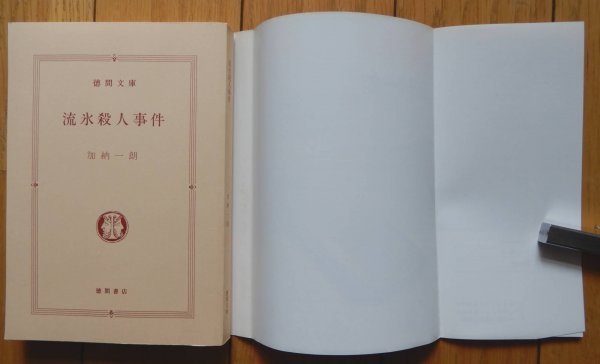 徳間文庫
流氷殺人事件
加納一朗
徳間書店